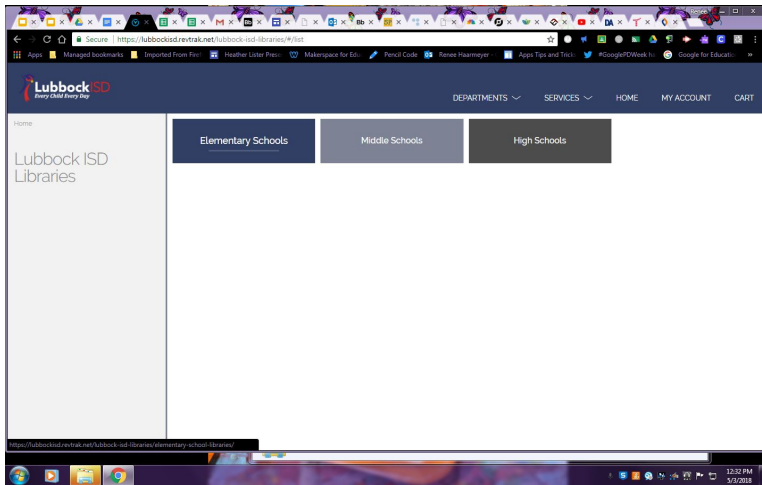 Renee
Secure | https://lubbockisd.revtrak.net/lubbock-isd-libraries/#/list
Apps Managed bookmarks Imported From Firef Heather Lister Prese Makerspace for Edu Pencil Code Renee Haarmeyer - Apps Tips and Trick #GooglePDWeek Google for Educatio »
LubbockISD
Every Child Every Day
DEPARTMENTS SERVICES HOME MY ACCOUNT CART
Home
Elementary Schools Middle Schools High Schools
Lubbock ISD
Libraries
https://lubbockisd.revtrak.net/lubbock-isd-libraries/elementary-school-libraries/
12:32 PM
5/3/2018